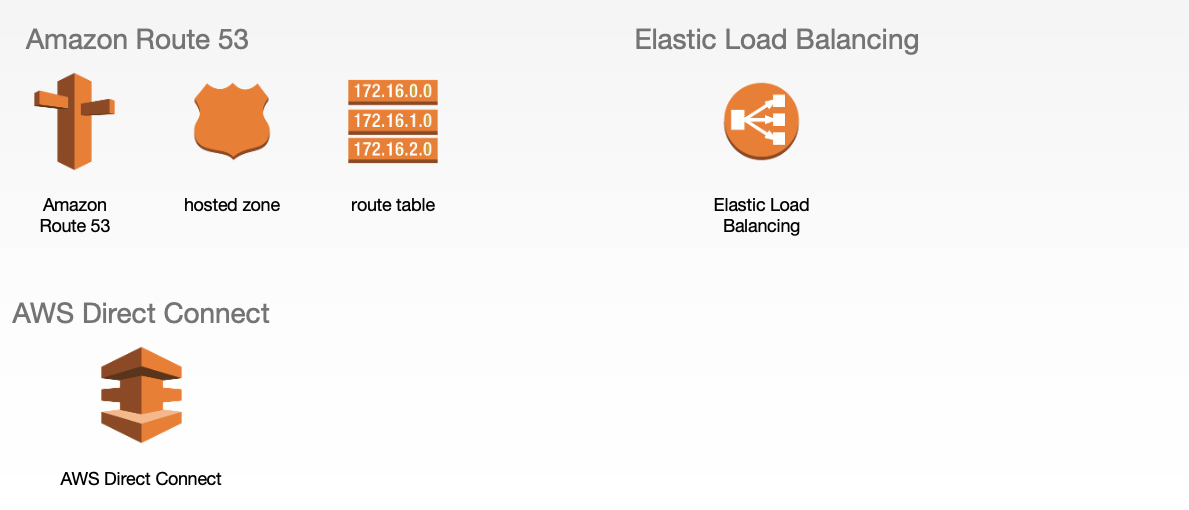 Amazon Route 53
Elastic Load Balancing
172.16.0.0
172.16.1.0
172.16.2.0
Amazon
Route 53
hosted zone
route table
Elastic Load
Balancing
AWS Direct Connect
AWS Direct Connect